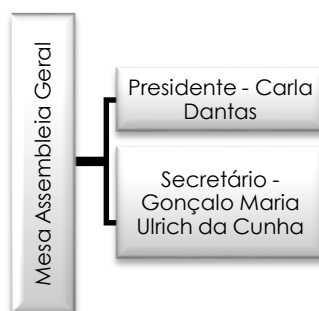 Mesa Assembleia Geral
Presidente - Carla
Dantas
Secretário -
Gonçalo Maria
Ulrich da Cunha